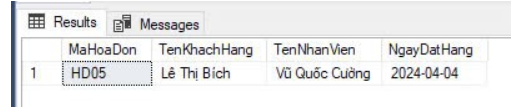 Results Messages
MaHoaDon TenKhachHang TenNhanVien NgayDatHang
1 HD05 Lê Thị Bích Vũ Quốc Cường 2024-04-04